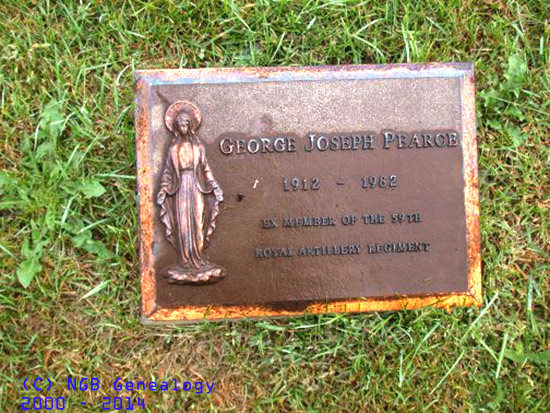 GEORGE JOSEPH PEARCE
1912 - 1982
EX MEMBER OF THE 59TH
ROYAL ARTILLERY REGIMENT
(C) NGB Genealogy
2000 - 2014